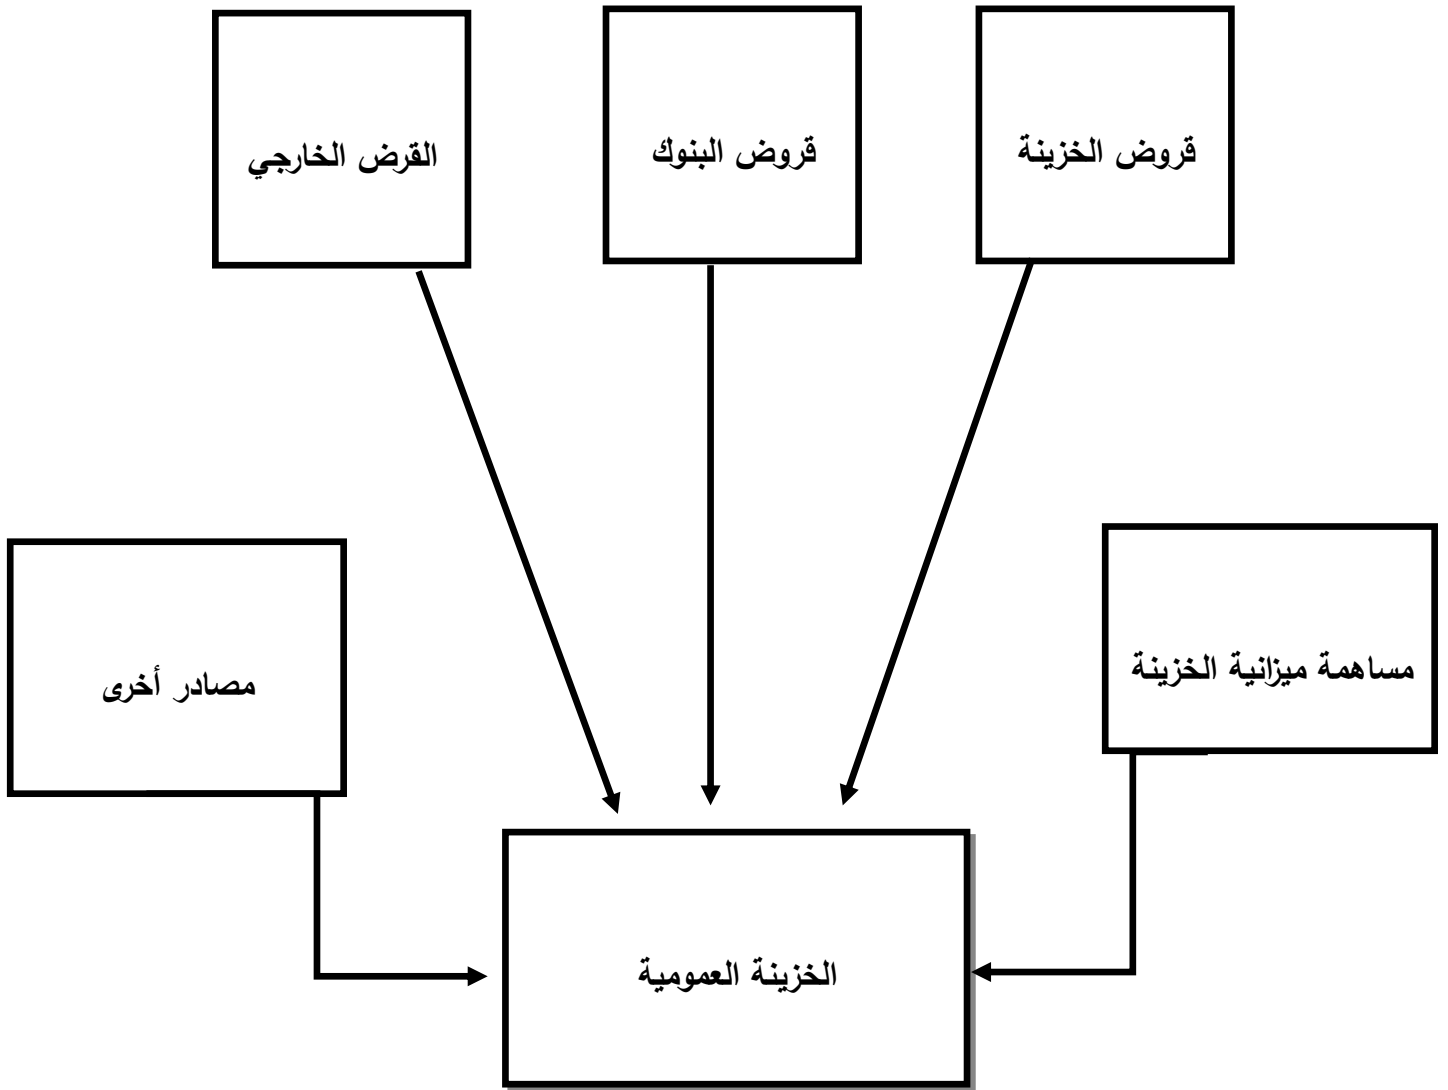 قروض الخزينة
قروض البنوك
القرض الخارجي
مساهمة ميزانية الخزينة
مصادر أخرى
الخزينة العمومية